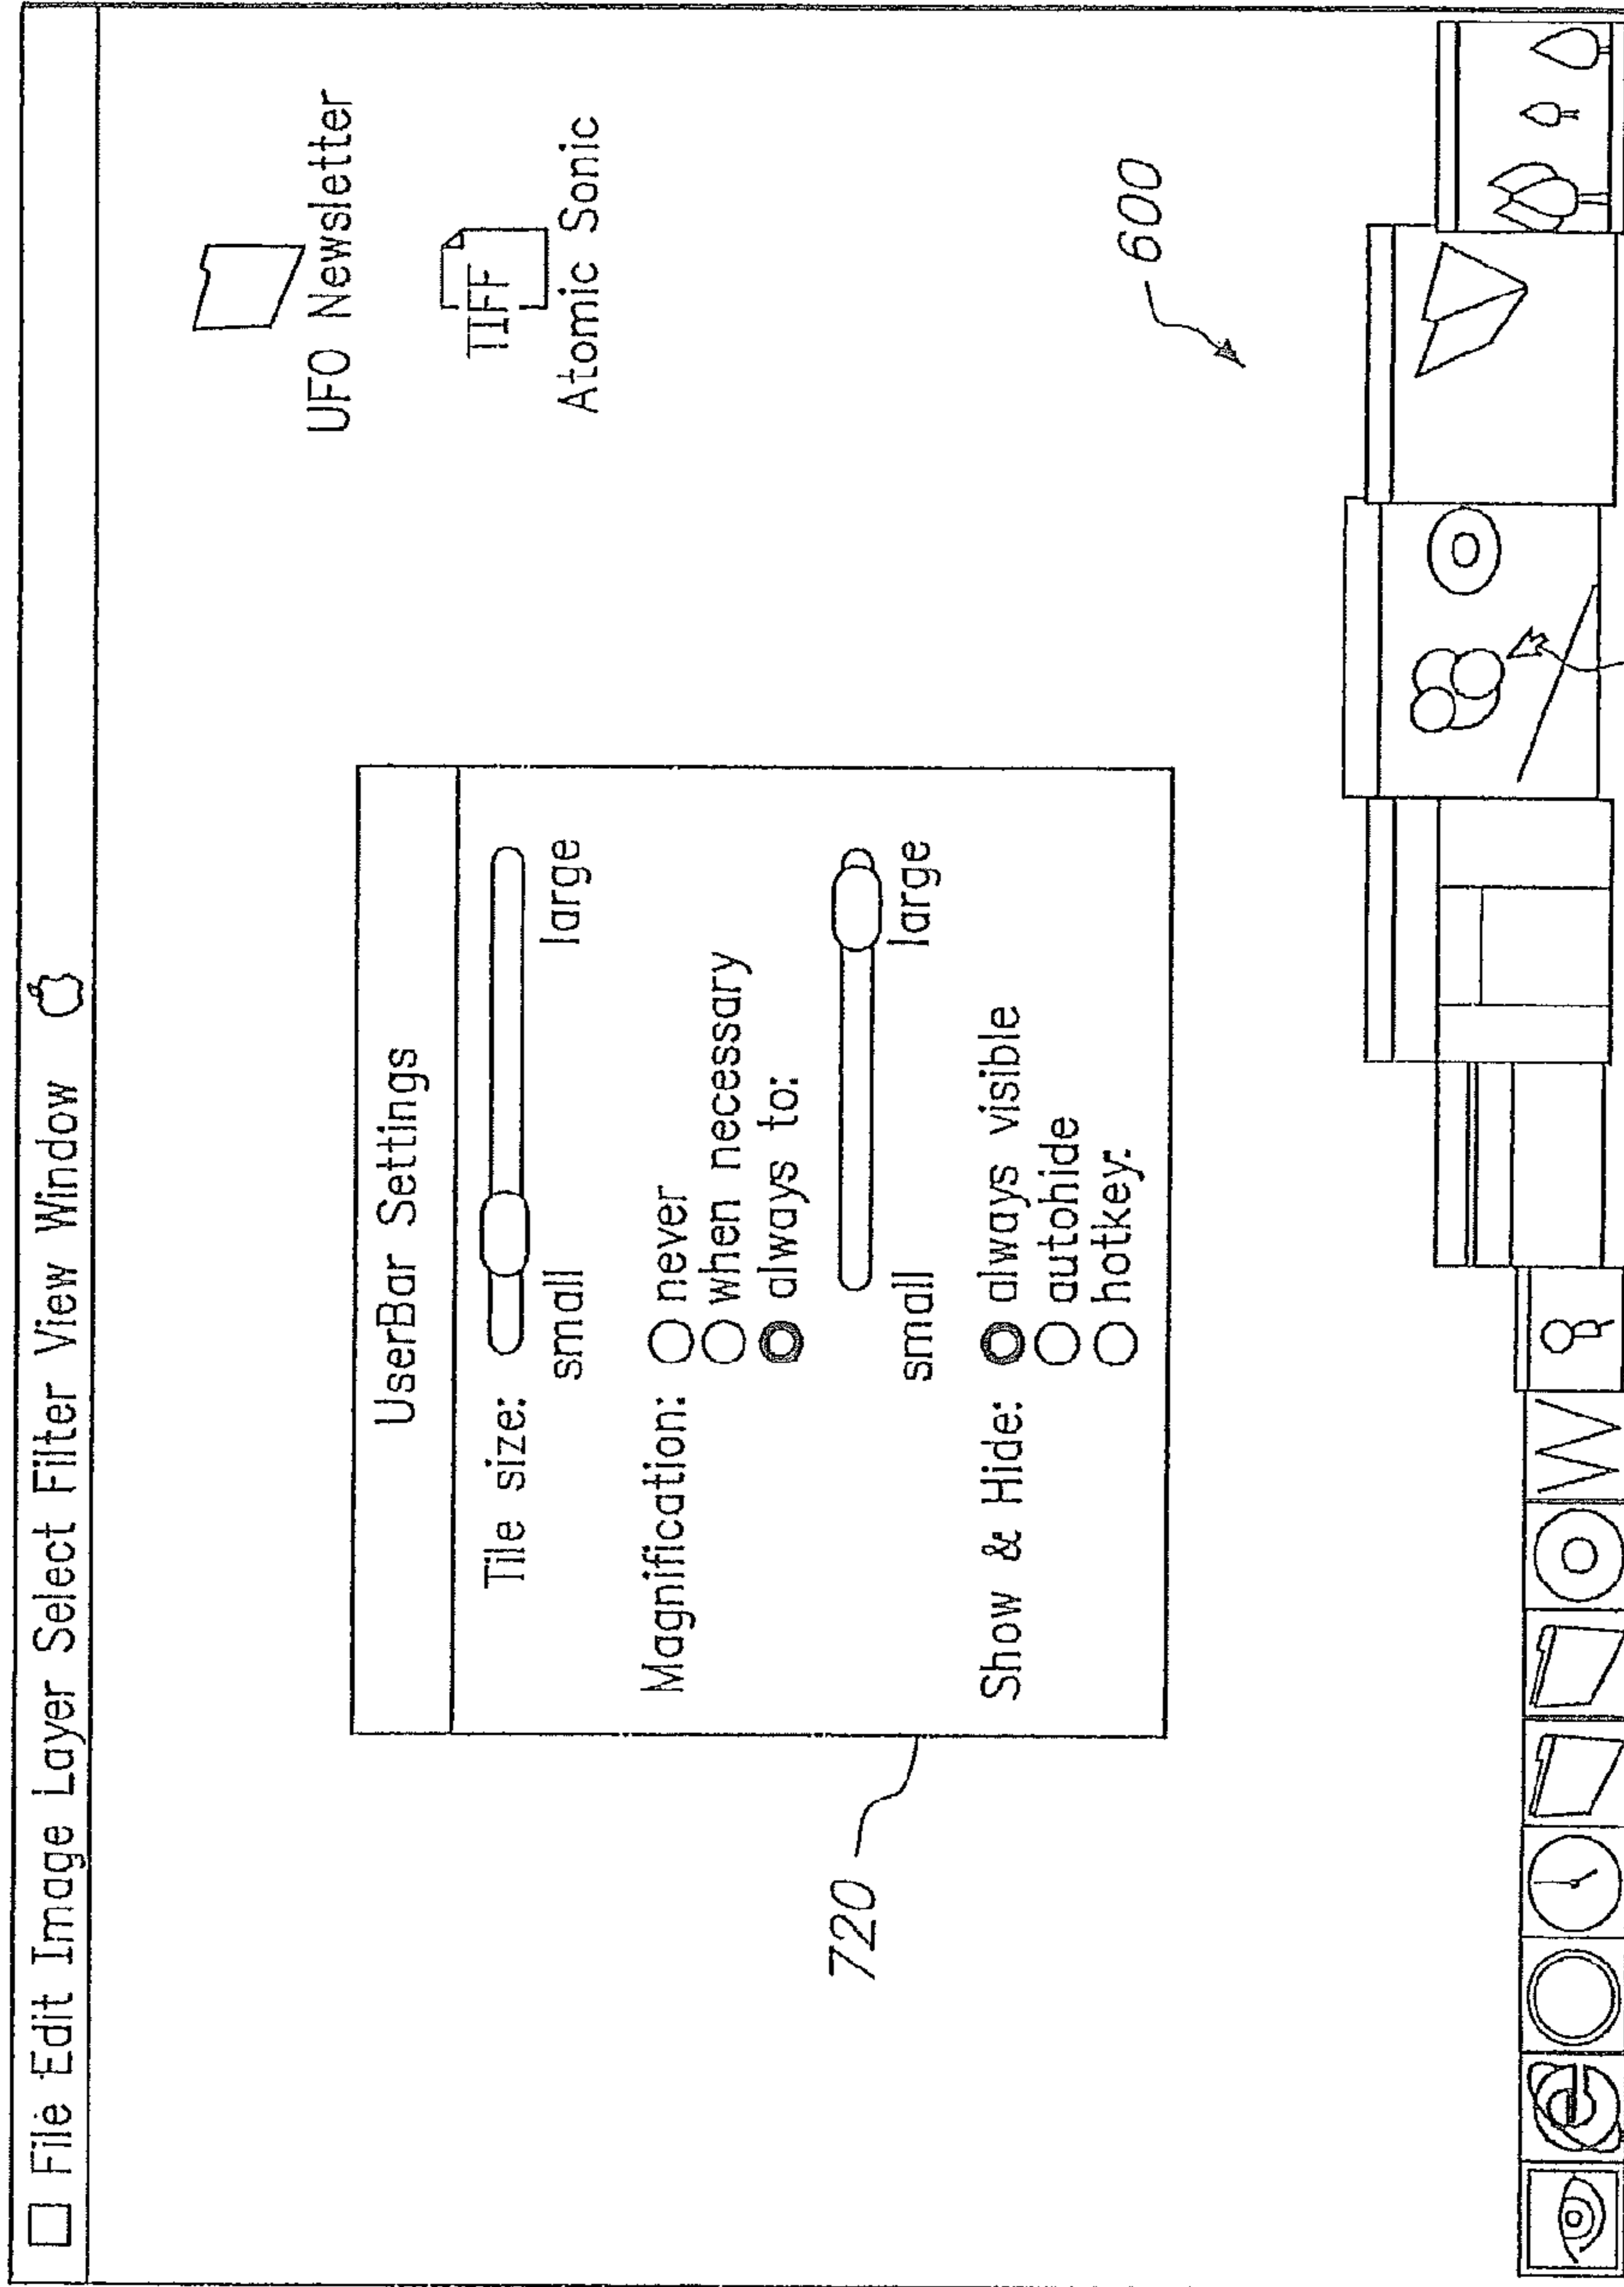 File Edit Image Layer Select Filter View Window
UFO Newsletter
TIFF
Atomic Sonic
UserBar Settings
Tile size:
small large
Magnification: never
when necessary
always to:
small large
Show & Hide: always visible
autohide
hotkey:
720
600
W